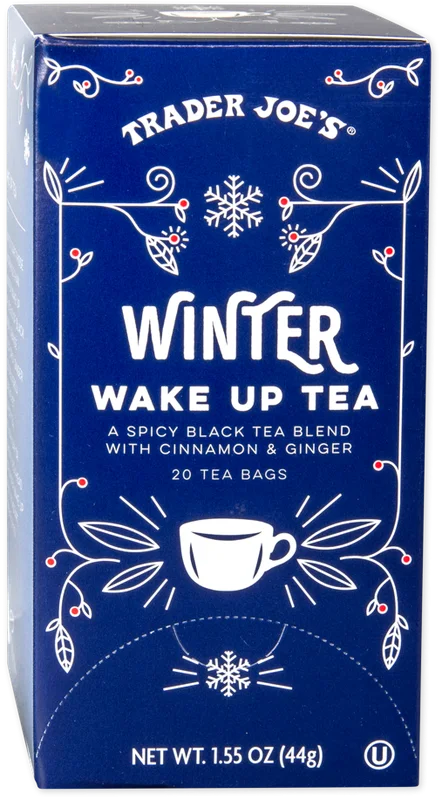 TRADER JOE'S®
WINTER
WAKE UP TEA
A SPICY BLACK TEA BLEND
WITH CINNAMON & GINGER
20 TEA BAGS
NET WT. 1.55 OZ (44g)
U